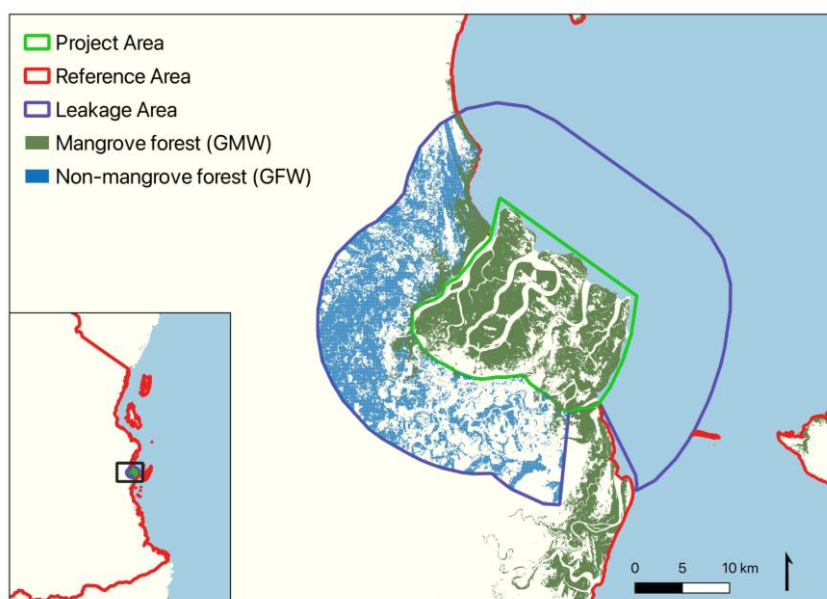 Project Area
Reference Area
Leakage Area
Mangrove forest (GMW)
Non-mangrove forest (GFW)
0 5 10 km